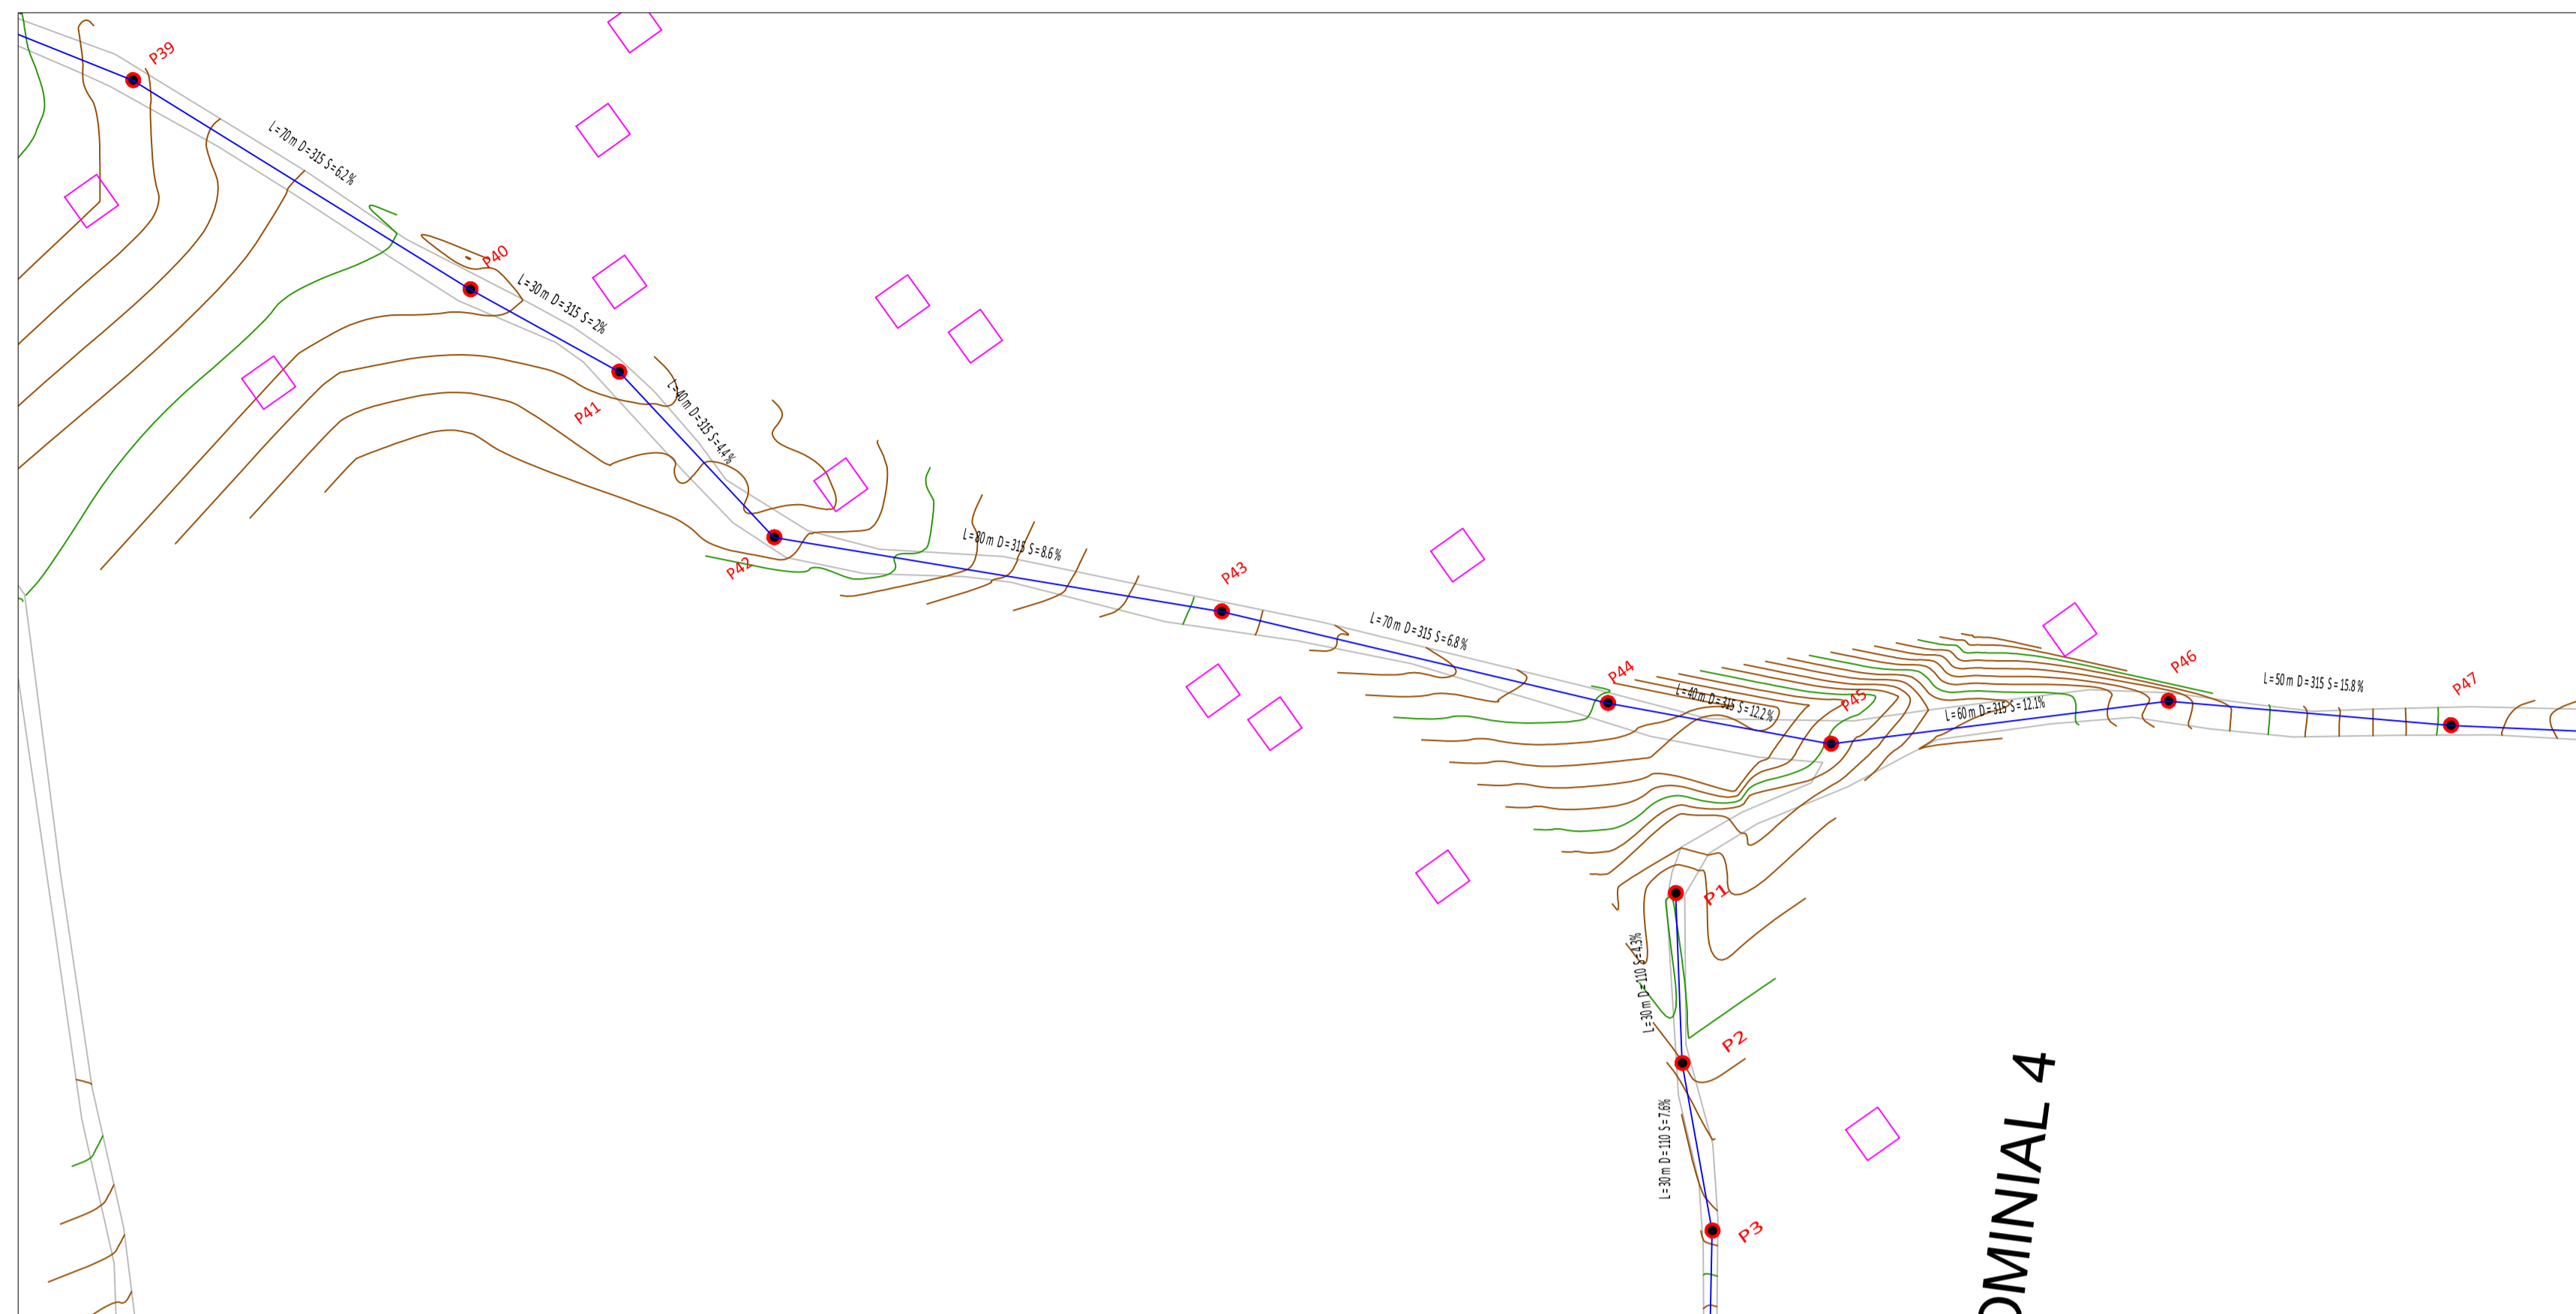 P39
L=70 m D=315 S=6.2%
P40
L=30 m D=315 S=2%
P41
L=40 m D=315 S=4.4%
P42
L=80 m D=315 S=8.6%
P43
L=70 m D=315 S=6.8%
P44
L=40 m D=315 S=12.2%
P45
L=60 m D=315 S=12.1%
P46
L=50 m D=315 S=15.8%
P47
P1
L=30 m D=110 S=4.3%
P2
L=30 m D=110 S=7.6%
P3
OMINIAL 4